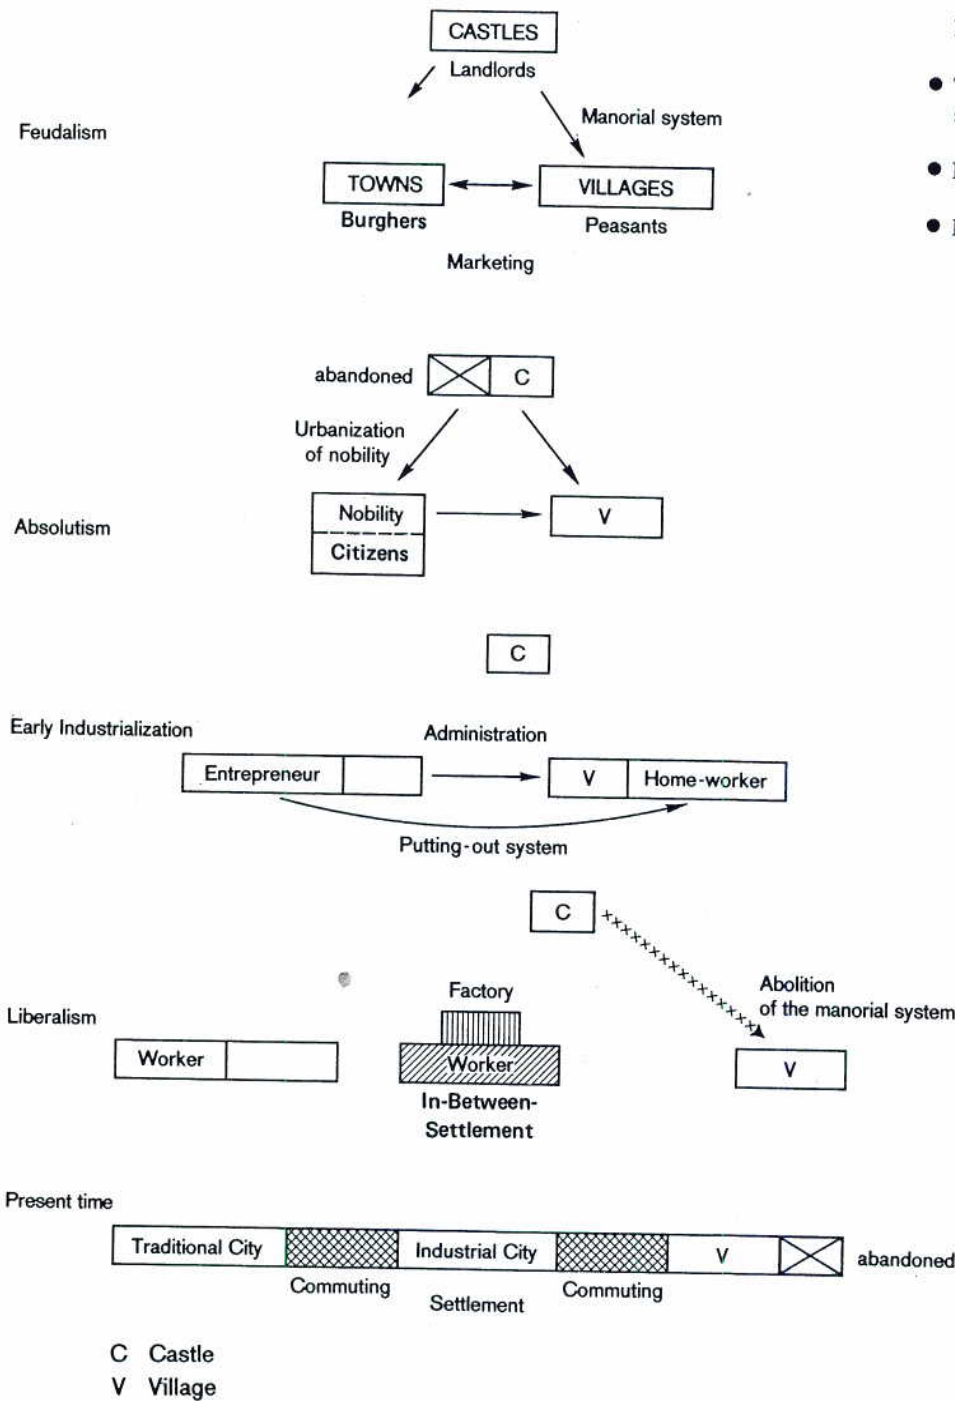 CASTLES
Landlords
Manorial system
Feudalism
TOWNS
VILLAGES
Burghers
Peasants
Marketing
abandoned
C
Urbanization
of nobility
Nobility
V
Absolutism
Citizens
C
Early Industrialization
Administration
Entrepreneur
V
Home-worker
Putting-out system
C
Abolition
of the manorial system
Factory
Liberalism
Worker
Worker
V
In-Between-
Settlement
Present time
Traditional City
Industrial City
V
abandoned
Commuting
Settlement
Commuting
C Castle
V Village